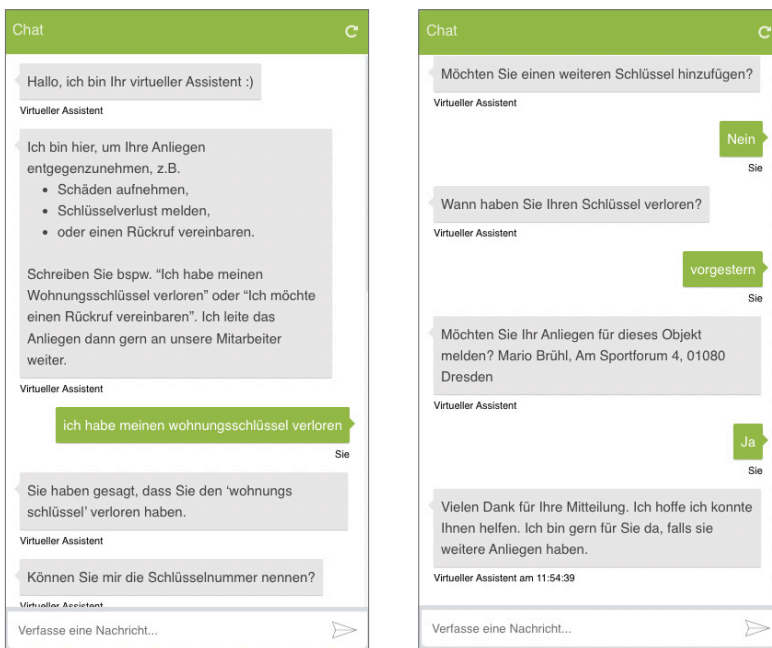 Chat
Hallo, ich bin Ihr virtueller Assistent :)
Virtueller Assistent
Ich bin hier, um Ihre Anliegen
entgegenzunehmen, z.B.
• Schäden aufnehmen,
• Schlüsselverlust melden,
• oder einen Rückruf vereinbaren.
Schreiben Sie bspw. “Ich habe meinen
Wohnungsschlüssel verloren” oder “Ich möchte
einen Rückruf vereinbaren”. Ich leite das
Anliegen dann gern an unsere Mitarbeiter
weiter.
Virtueller Assistent
ich habe meinen wohnungsschlüssel verloren
Sie
Sie haben gesagt, dass Sie den ‘wohnungs
schlüssel’ verloren haben.
Virtueller Assistent
Können Sie mir die Schlüsselnummer nennen?
Virtueller Assistent
Verfasse eine Nachricht...
Chat
Möchten Sie einen weiteren Schlüssel hinzufügen?
Virtueller Assistent
Nein
Sie
Wann haben Sie Ihren Schlüssel verloren?
Virtueller Assistent
vorgestern
Sie
Möchten Sie Ihr Anliegen für dieses Objekt
melden? Mario Brühl, Am Sportforum 4, 01080
Dresden
Virtueller Assistent
Ja
Sie
Vielen Dank für Ihre Mitteilung. Ich hoffe ich konnte
Ihnen helfen. Ich bin gern für Sie da, falls sie
weitere Anliegen haben.
Virtueller Assistent am 11:54:39
Verfasse eine Nachricht...